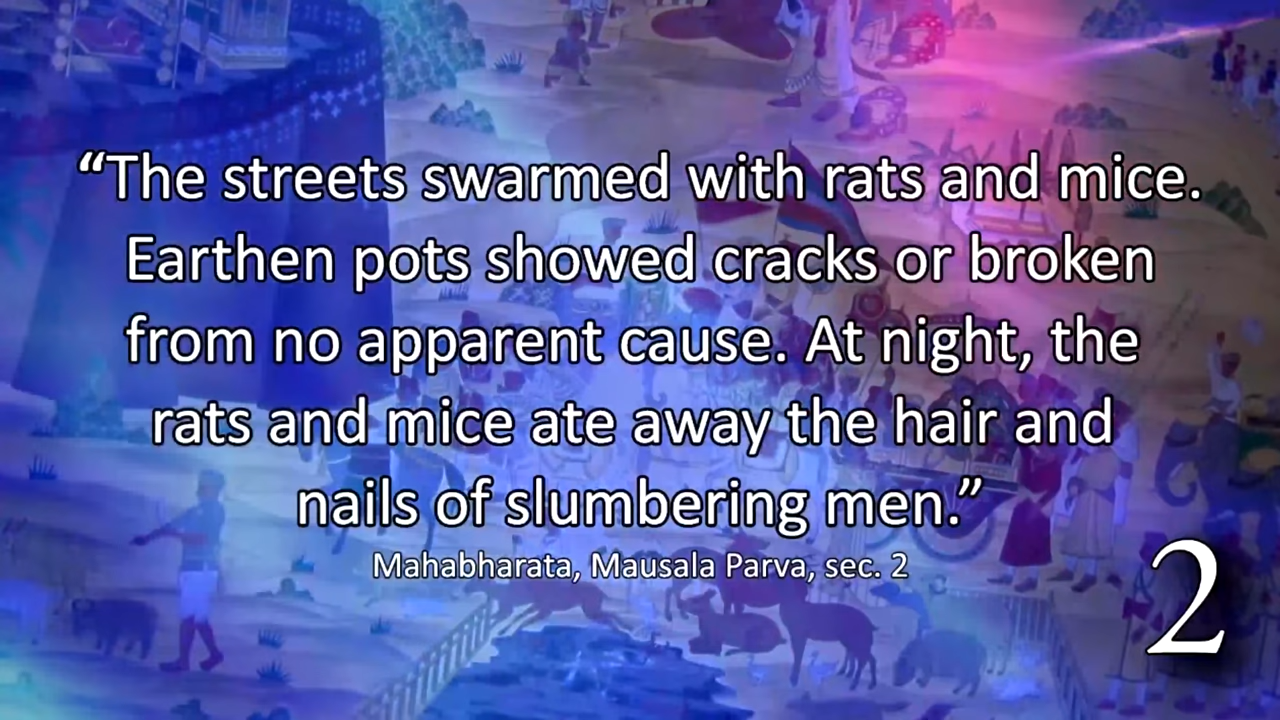 “The streets swarmed with rats and mice.
Earthen pots showed cracks or broken
from no apparent cause. At night, the
rats and mice ate away the hair and
nails of slumbering men.”
Mahabharata, Mausala Parva, sec. 2
2